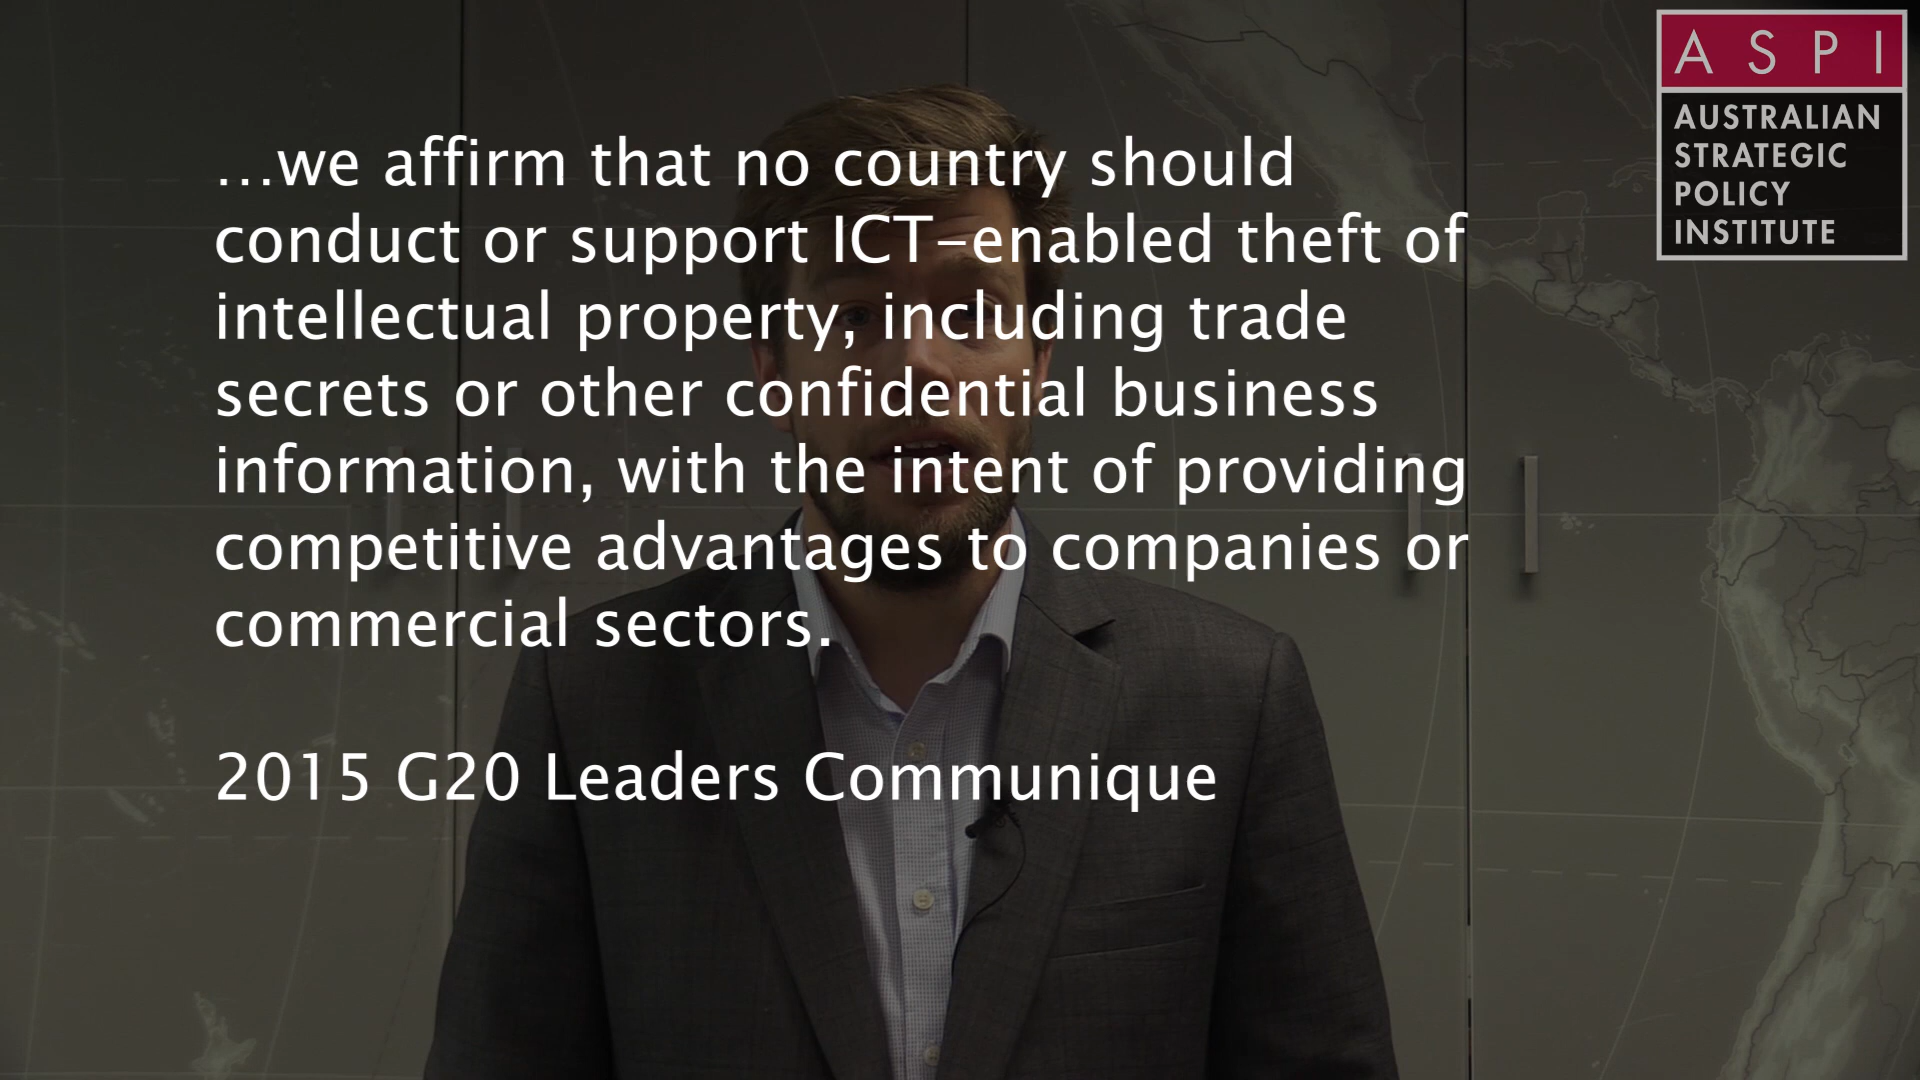 ...we affirm that no country should
conduct or support ICT-enabled theft of
intellectual property, including trade
secrets or other confidential business
information, with the intent of providing
competitive advantages to companies or
commercial sectors.
2015 G20 Leaders Communique
ASPI
AUSTRALIAN
STRATEGIC
POLICY
INSTITUTE